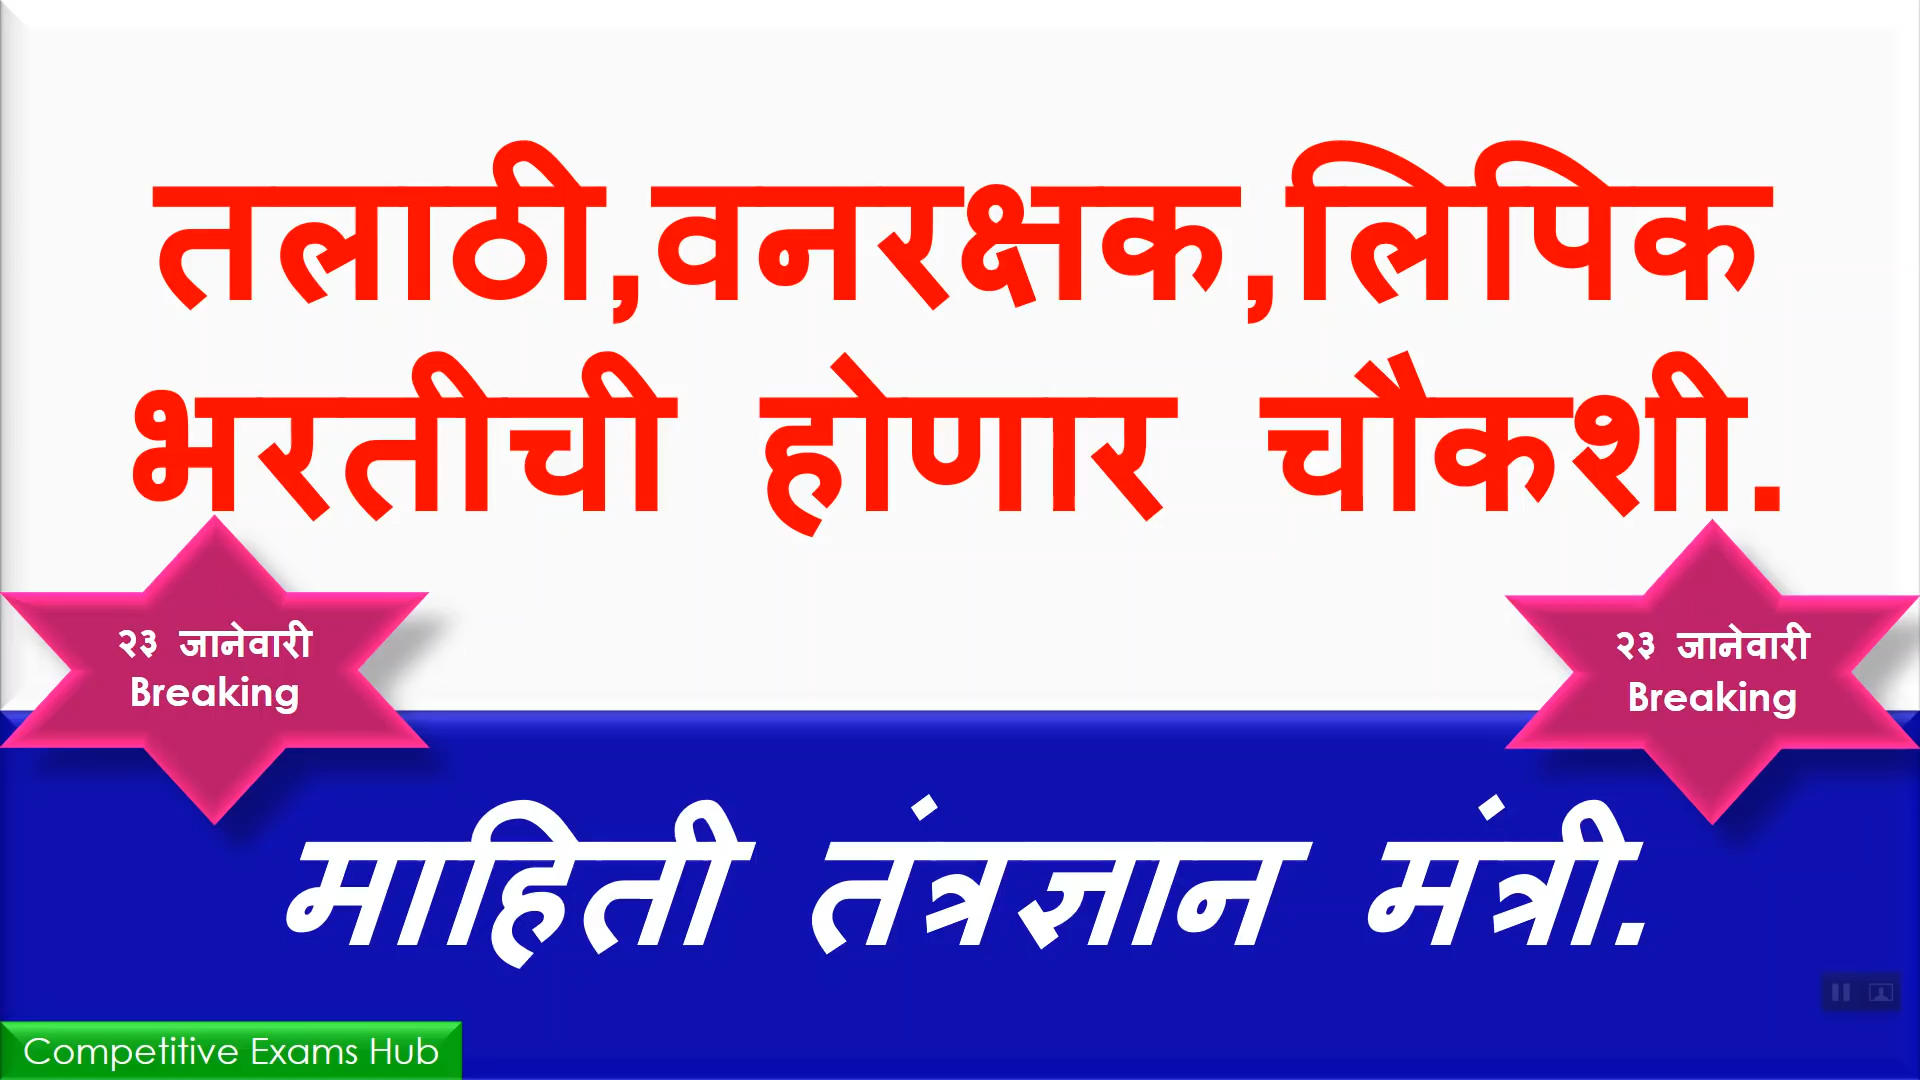 तलाठी,वनरक्षक,लिपिक
भरतीची होणार चौकशी.
२३ जानेवारी
Breaking
२३ जानेवारी
Breaking
माहिती तंत्रज्ञान मंत्री.
Competitive Exams Hub